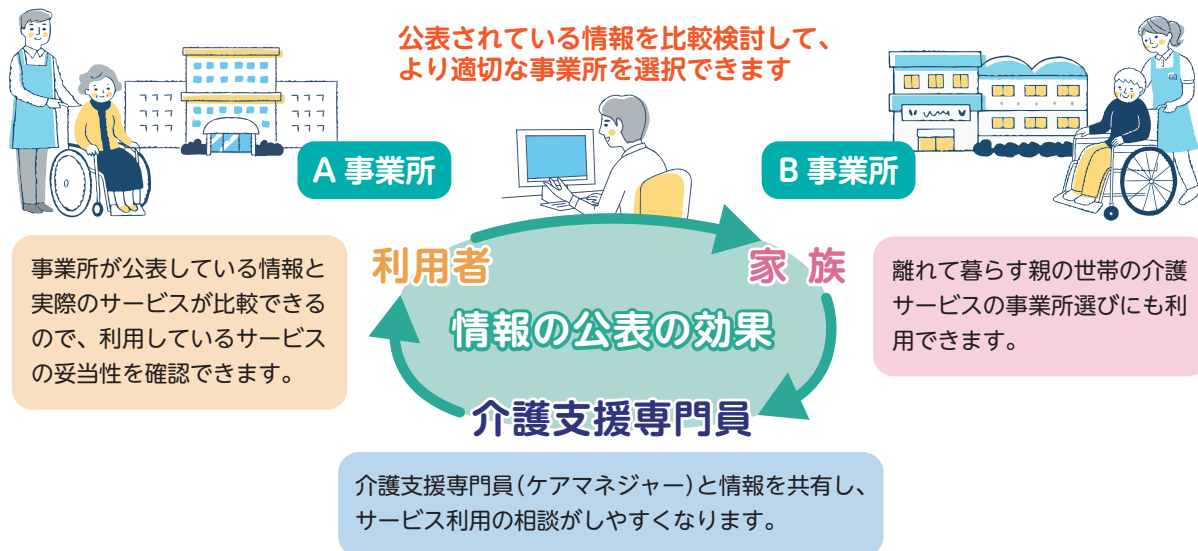 公表されている情報を比較検討して、
より適切な事業所を選択できます
A 事業所
B 事業所
利用者
家 族
情報の公表の効果
介護支援専門員
事業所が公表している情報と
実際のサービスが比較できる
ので、利用しているサービス
の妥当性を確認できます。
離れて暮らす親の世帯の介護
サービスの事業所選びにも利
用できます。
介護支援専門員(ケアマネジャー)と情報を共有し、
サービス利用の相談がしやすくなります。